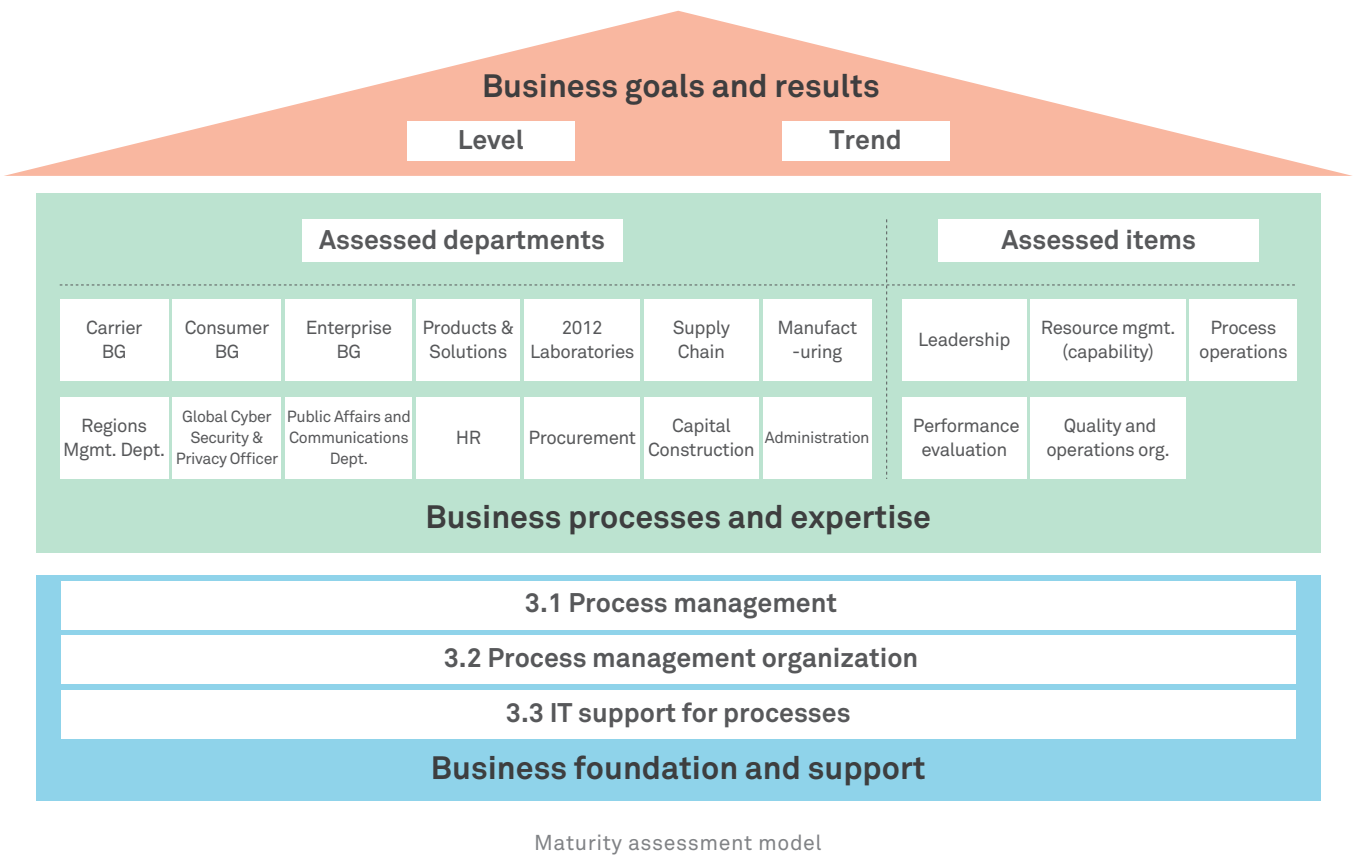 Business goals and results
Level
Trend
Assessed departments
Assessed items
Carrier
BG
Consumer
BG
Enterprise
BG
Products &
Solutions
2012
Laboratories
Supply
Chain
Manufact
-uring
Leadership
Resource mgmt.
(capability)
Process
operations
Regions
Mgmt. Dept.
Global Cyber
Security &
Privacy Officer
Public Affairs and
Communications
Dept.
HR
Procurement
Capital
Construction
Administration
Performance
evaluation
Quality and
operations org.
Business processes and expertise
3.1 Process management
3.2 Process management organization
3.3 IT support for processes
Business foundation and support
Maturity assessment model